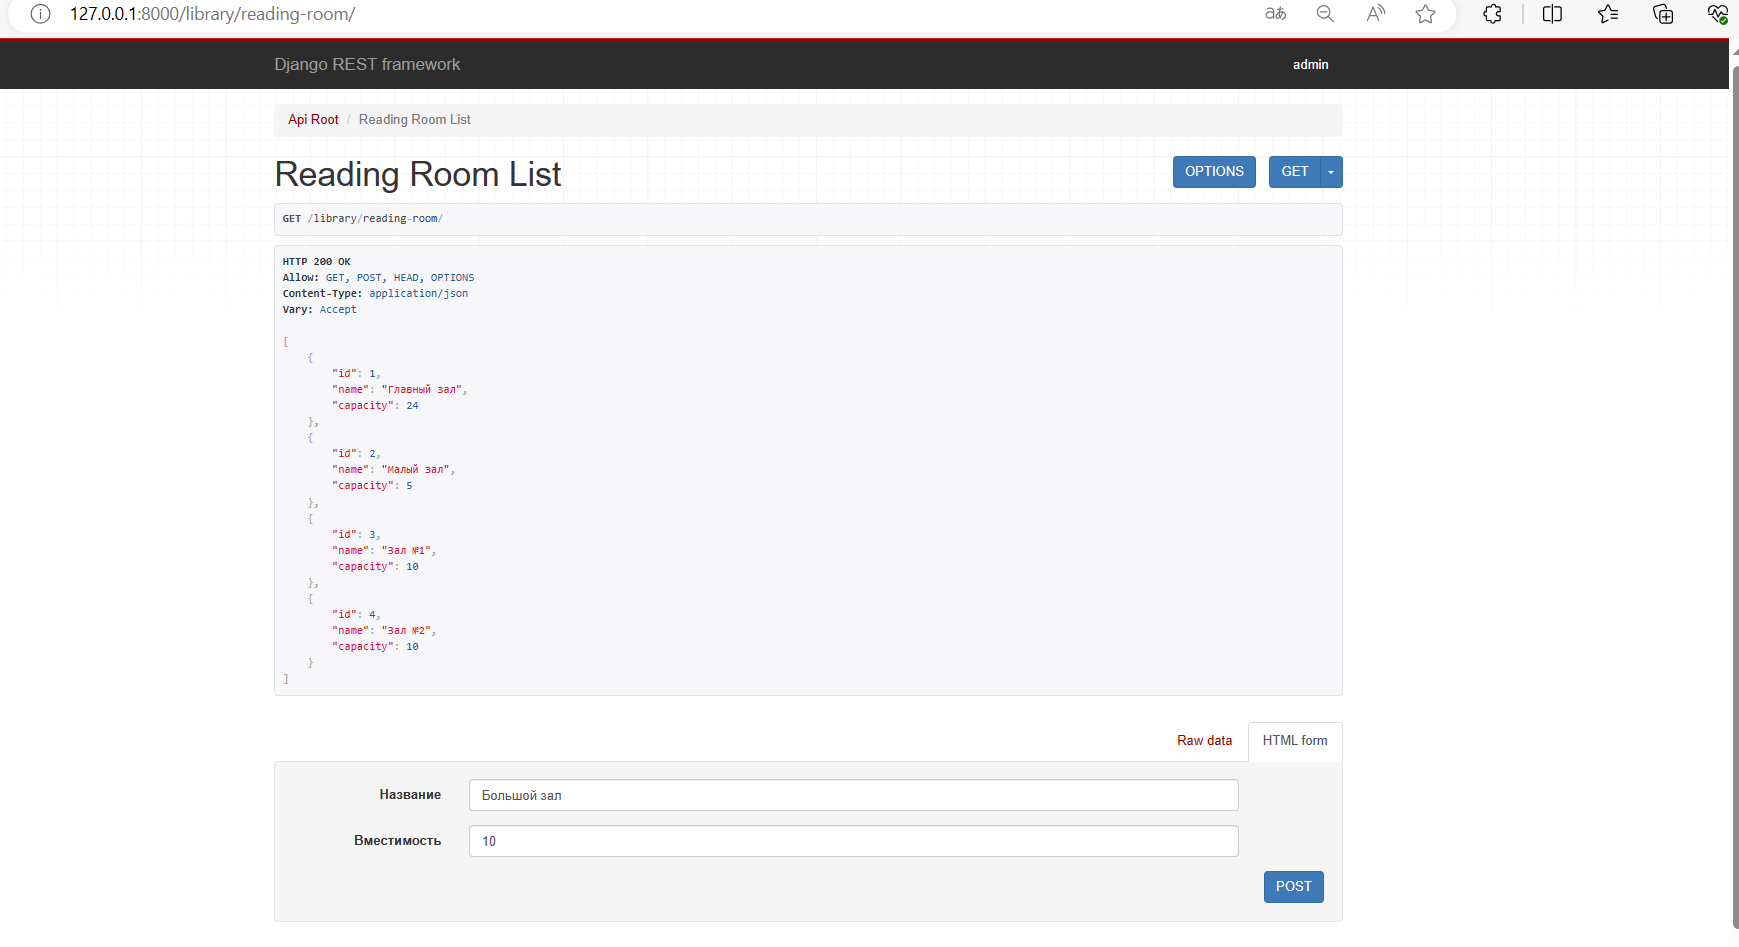 127.0.0.1:8000/library/reading-room/
Django REST framework
admin
Api Root / Reading Room List
Reading Room List
OPTIONS
GET
GET /library/reading-room/
HTTP 200 OK
Allow: GET, POST, HEAD, OPTIONS
Content-Type: application/json
Vary: Accept
[
    {
        "id": 1,
        "name": "Главный зал",
        "capacity": 24
    },
    {
        "id": 2,
        "name": "Малый зал",
        "capacity": 5
    },
    {
        "id": 3,
        "name": "Зал №1",
        "capacity": 10
    },
    {
        "id": 4,
        "name": "Зал №2",
        "capacity": 10
    }
]
Raw data
HTML form
Название
Большой зал
Вместимость
10
POST